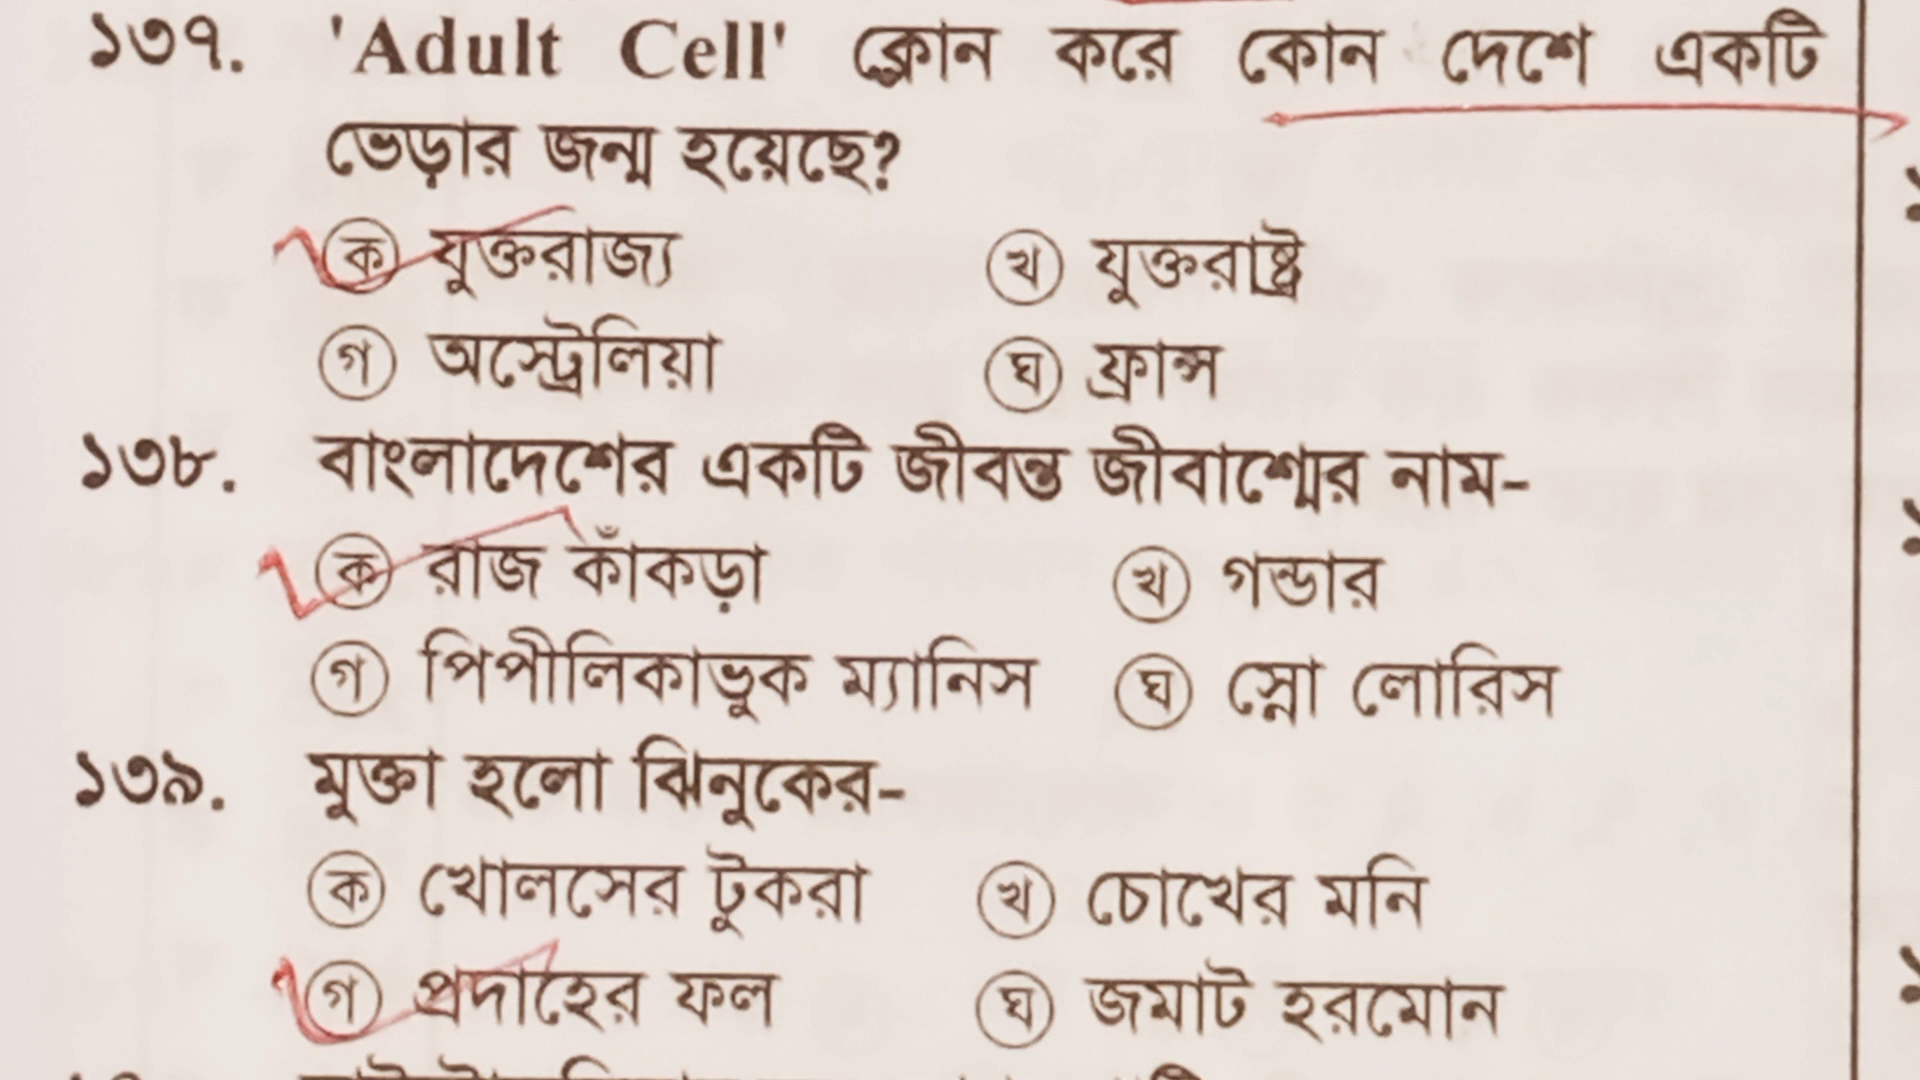 ১৩৭. 'Adult Cell' ক্লোন করে কোন দেশে একটি
ভেড়ার জন্ম হয়েছে?
ক যুক্তরাজ্য খ যুক্তরাষ্ট্র
গ অস্ট্রেলিয়া ঘ ফ্রান্স
১৩৮. বাংলাদেশের একটি জীবন্ত জীবাশ্মের নাম-
ক রাজ কাঁকড়া খ গন্ডার
গ পিপীলিকাভুক ম্যানিস ঘ স্নো লোরিস
১৩৯. মুক্তা হলো ঝিনুকের-
ক খোলসের টুকরা খ চোখের মনি
গ প্রদাহের ফল ঘ জমাট হরমোন